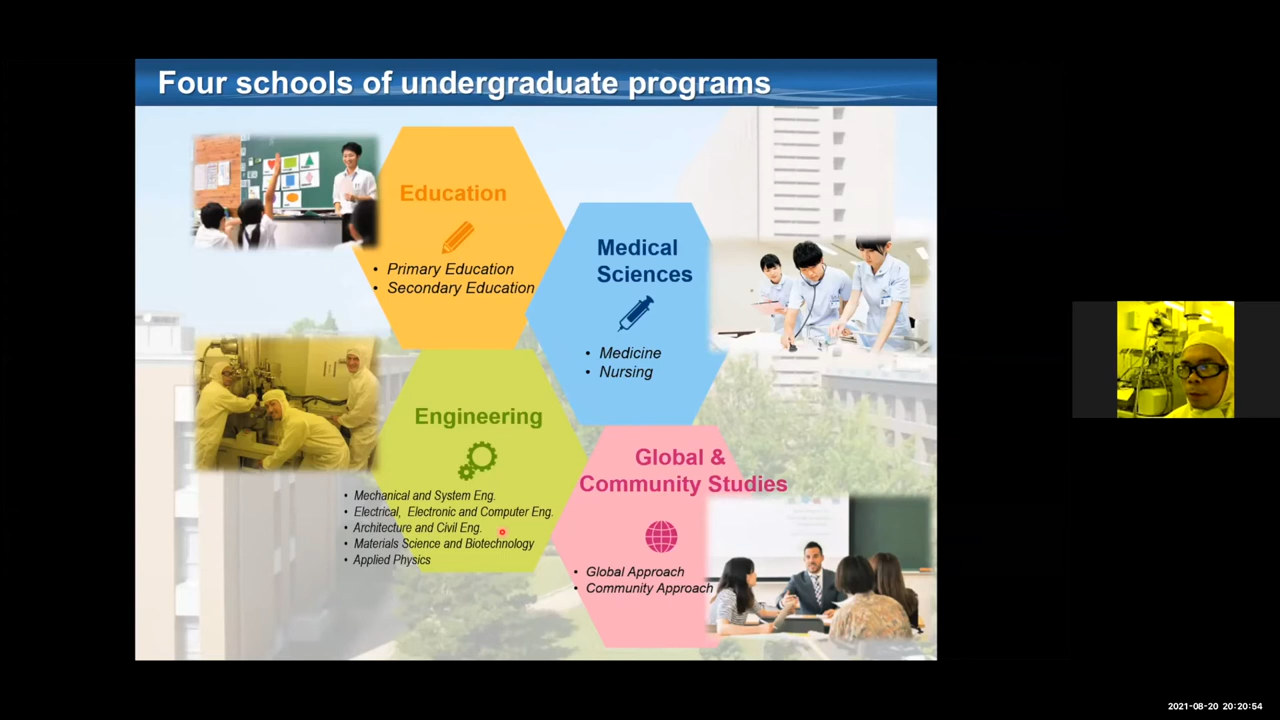 Four schools of undergraduate programs
Education
• Primary Education
• Secondary Education
Medical
Sciences
• Medicine
• Nursing
Engineering
• Mechanical and System Eng.
• Electrical, Electronic and Computer Eng.
• Architecture and Civil Eng.
• Materials Science and Biotechnology
• Applied Physics
Global &
Community Studies
• Global Approach
• Community Approach
2021-08-20 20:20:54